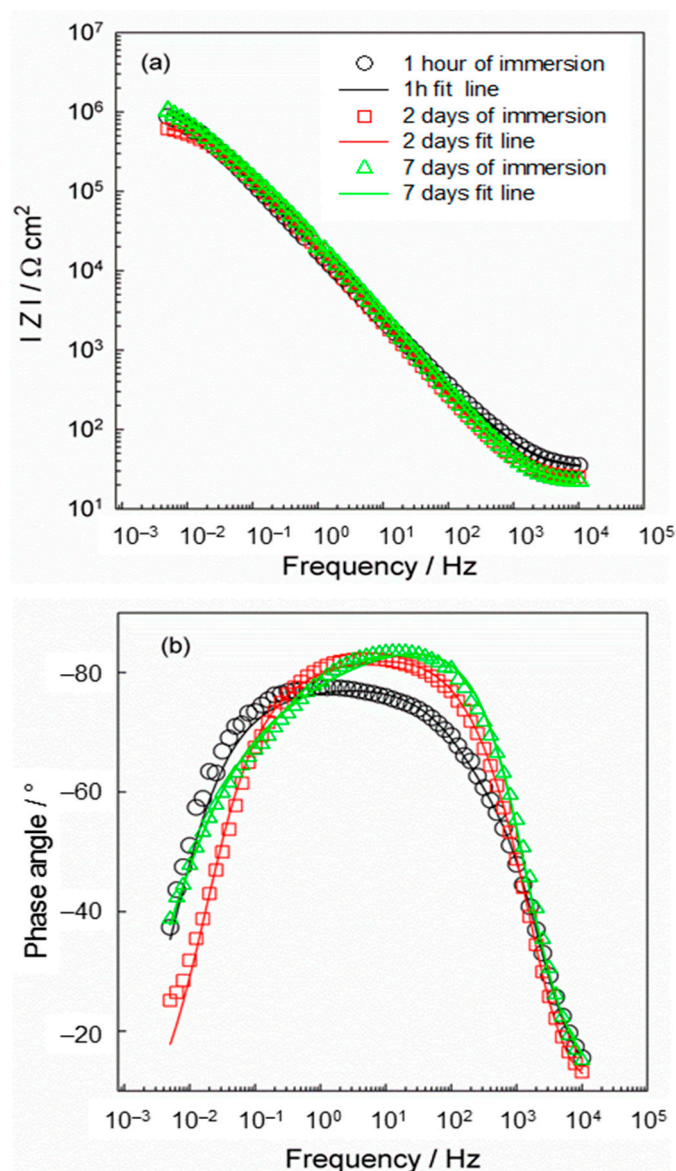 (a)
1 hour of immersion
1h fit line
2 days of immersion
2 days fit line
7 days of immersion
7 days fit line
10⁷
10⁶
10⁵
10⁴
10³
10²
10¹
| Z | / Ω cm²
10⁻³ 10⁻² 10⁻¹ 10⁰ 10¹ 10² 10³ 10⁴ 10⁵
Frequency / Hz
(b)
−80
−60
−40
−20
Phase angle / °
10⁻³ 10⁻² 10⁻¹ 10⁰ 10¹ 10² 10³ 10⁴ 10⁵
Frequency / Hz